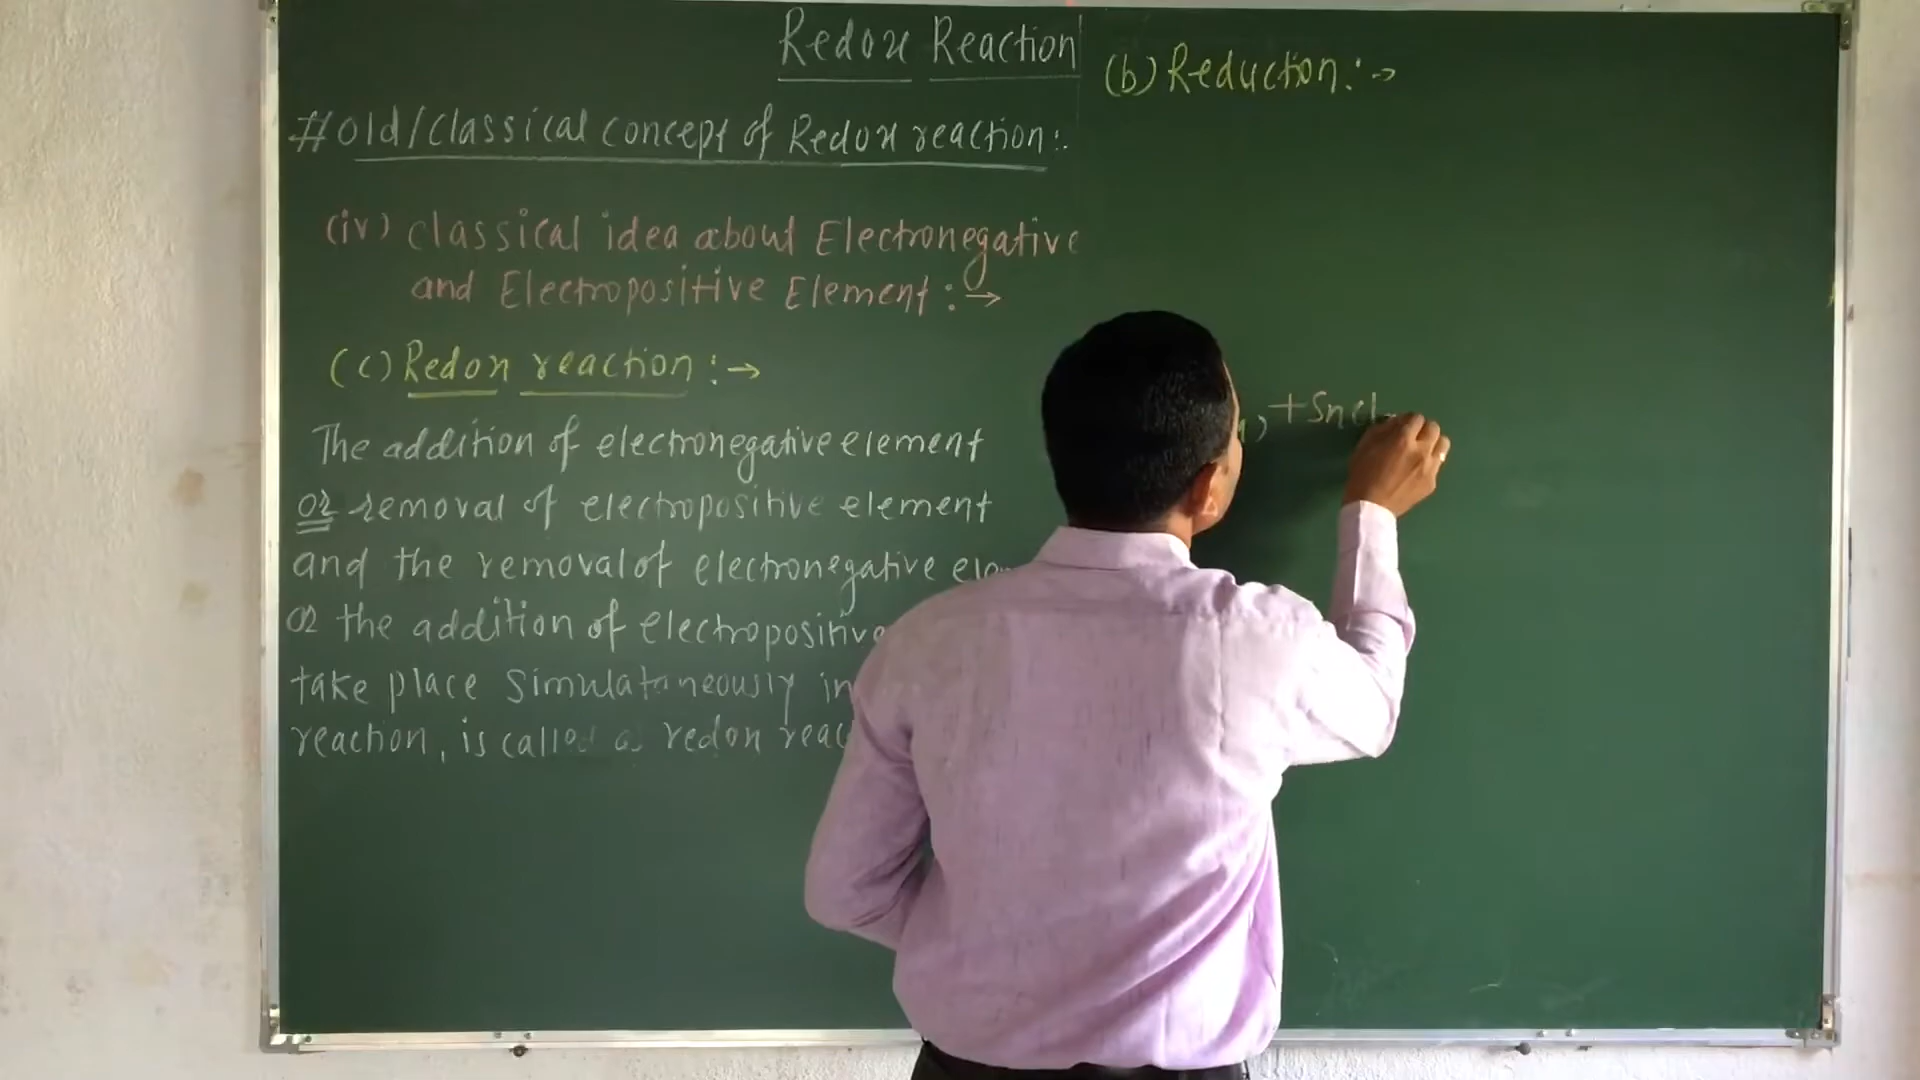 Redox Reaction
# Old/Classical concept of Redox reaction:-
(iv) Classical idea about Electronegative
and Electropositive Element :→
(c) Redox reaction :→
The addition of electronegative element
or removal of electropositive element
and the removal of electronegative
or the addition of electropositive
take place simulataneously in
reaction, is called as redox
(b) Reduction :→
+ SnCl